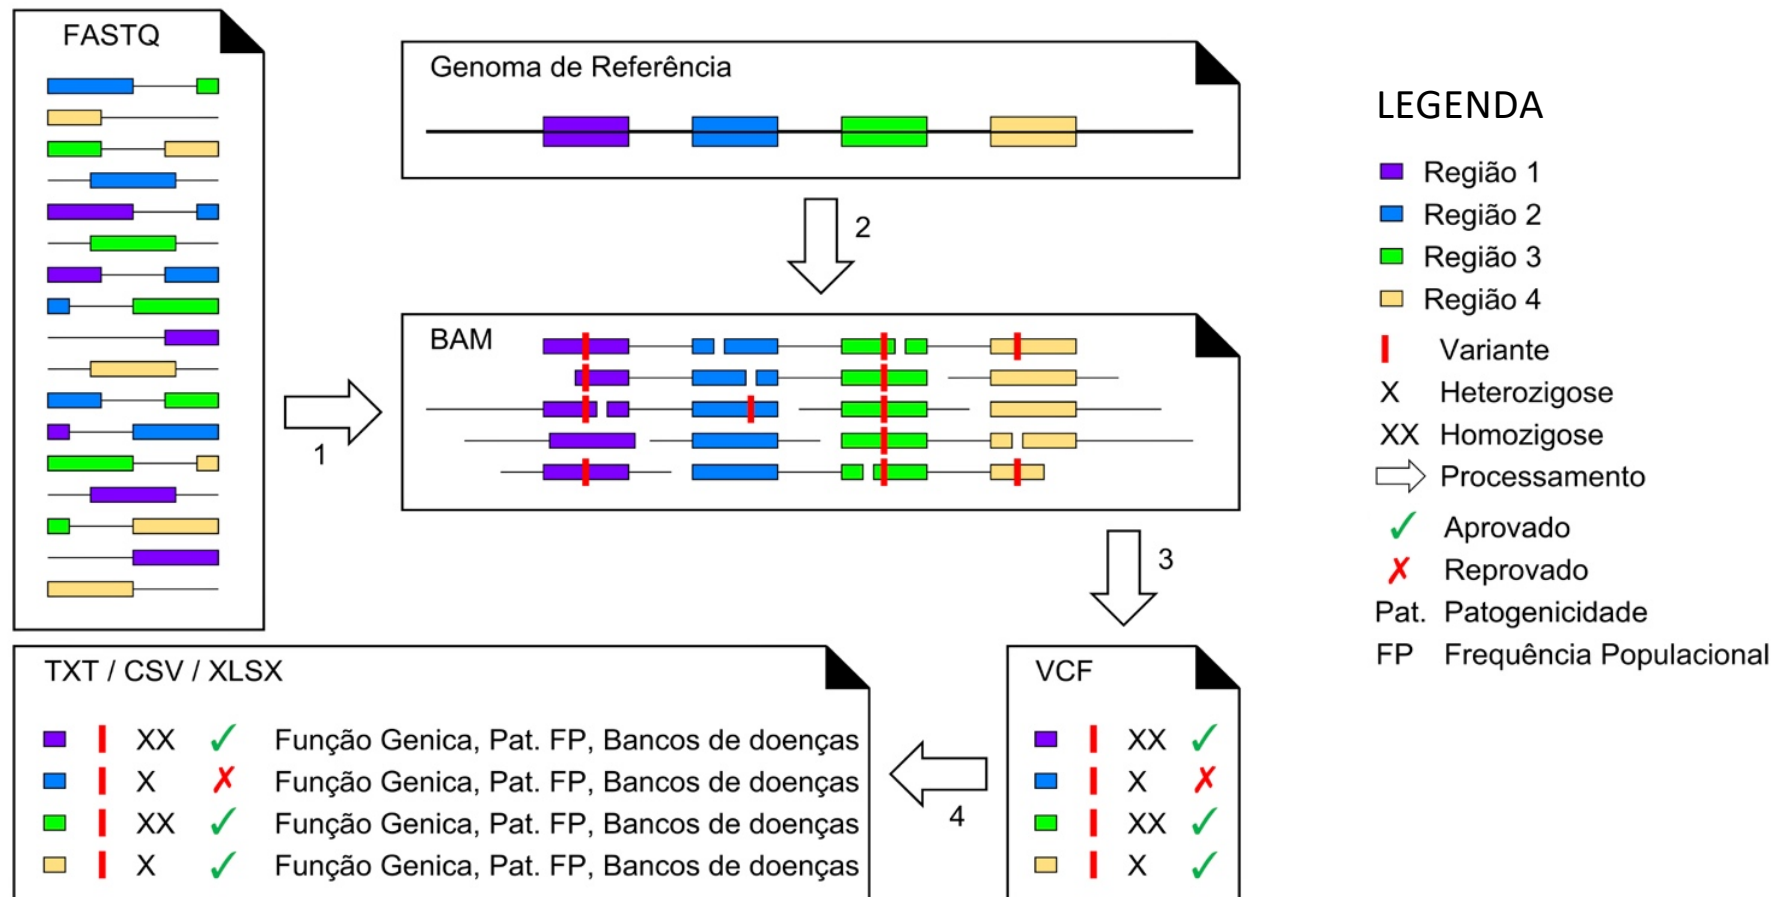 FASTQ
Genoma de Referência
2
BAM
1
3
TXT / CSV / XLSX
XX ✓ Função Genica, Pat. FP, Bancos de doenças
X ✗ Função Genica, Pat. FP, Bancos de doenças
XX ✓ Função Genica, Pat. FP, Bancos de doenças
X ✓ Função Genica, Pat. FP, Bancos de doenças
4
VCF
XX ✓
X ✗
XX ✓
X ✓
LEGENDA
Região 1
Região 2
Região 3
Região 4
Variante
X Heterozigose
XX Homozigose
Processamento
✓ Aprovado
✗ Reprovado
Pat. Patogenicidade
FP Frequência Populacional